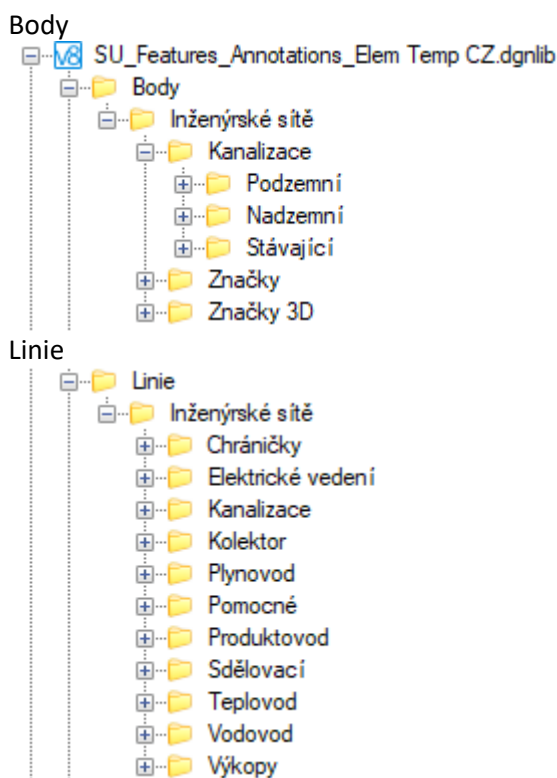 Body
V8 SU_Features_Annotations_Elem Temp CZ.dgnlib
Body
Inženýrské sítě
Kanalizace
Podzemní
Nadzemní
Stávající
Značky
Značky 3D
Linie
Linie
Inženýrské sítě
Chráničky
Elektrické vedení
Kanalizace
Kolektor
Plynovod
Pomocné
Produktovod
Sdělovací
Teplovod
Vodovod
Výkopy